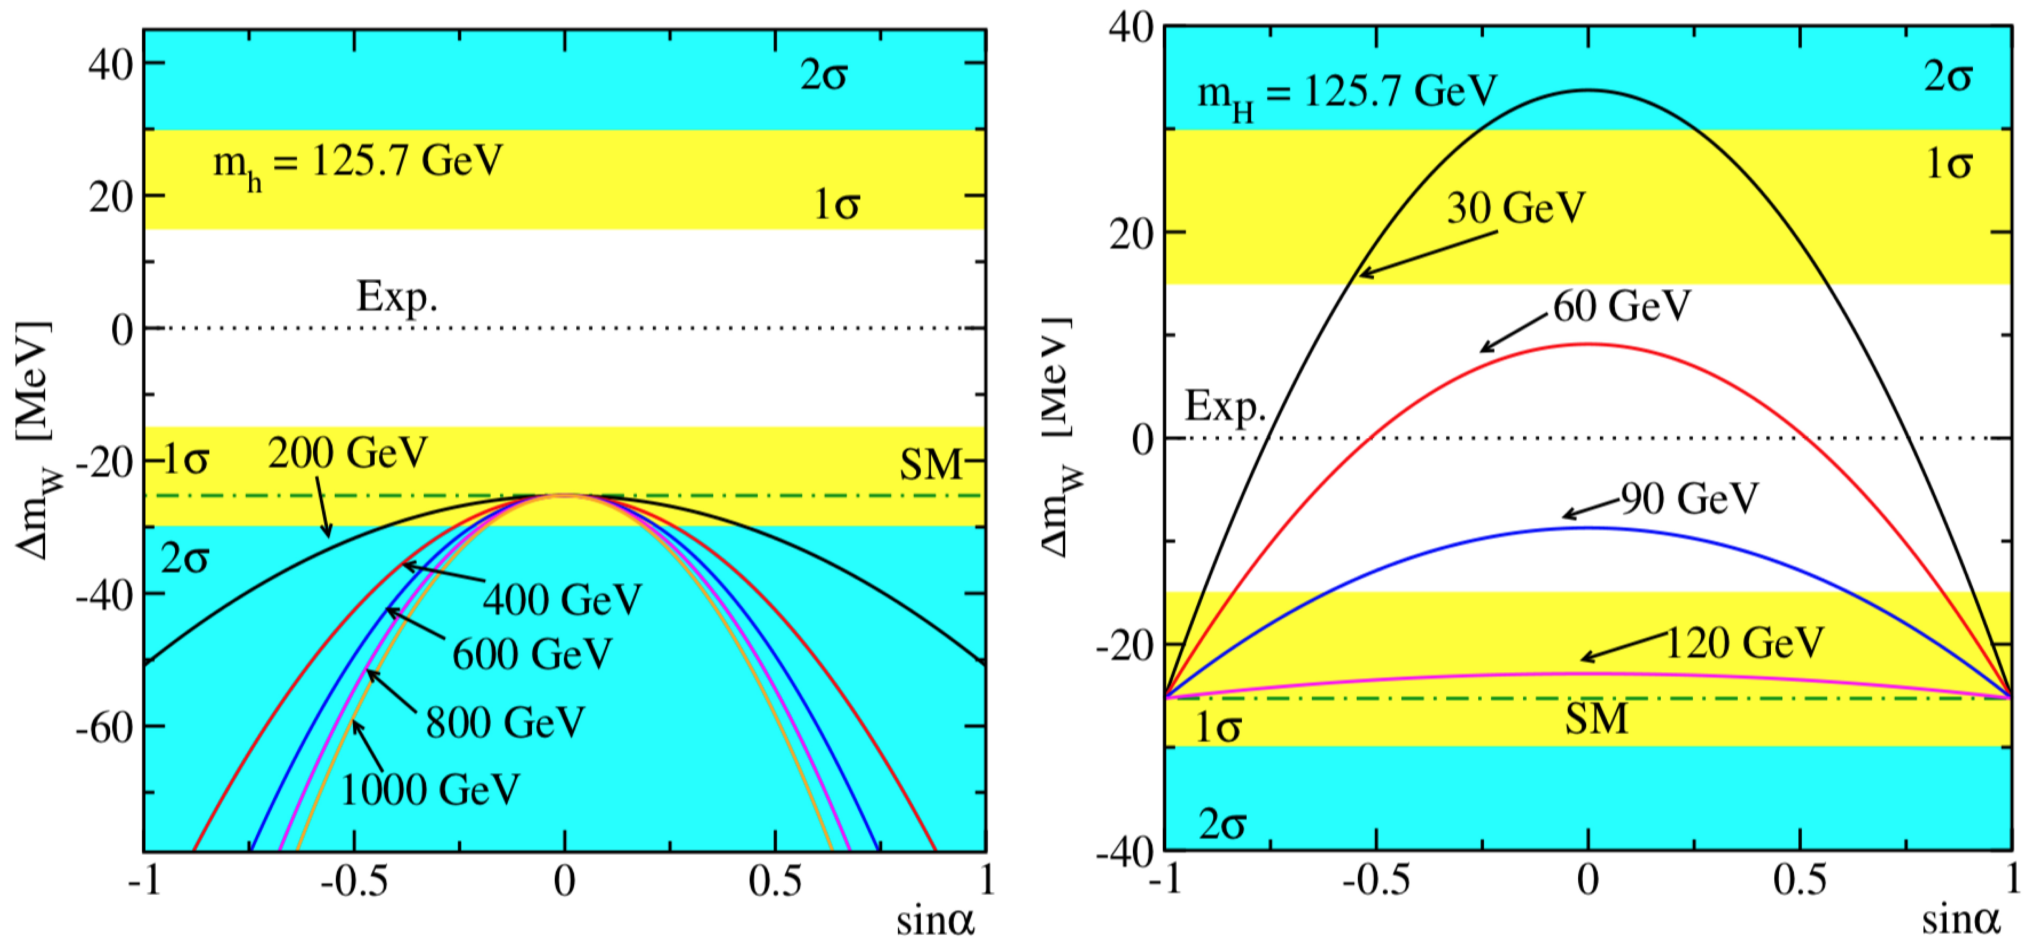 40
2σ
m_h = 125.7 GeV
20
1σ
Exp.
0
1σ
200 GeV
SM
-20
2σ
-40
400 GeV
600 GeV
-60
800 GeV
1000 GeV
Δm_W [MeV]
-1
-0.5
0
0.5
1
sinα
40
2σ
m_H = 125.7 GeV
1σ
30 GeV
20
60 GeV
Exp.
0
90 GeV
-20
120 GeV
SM
1σ
2σ
-40
Δm_W [MeV]
-1
-0.5
0
0.5
1
sinα